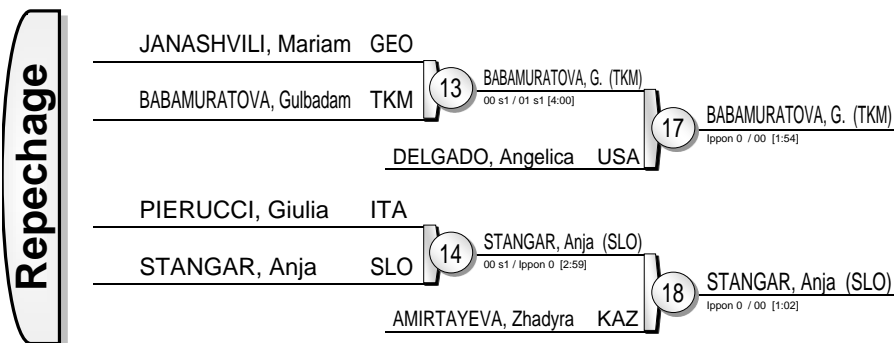 Repechage
JANASHVILI, Mariam GEO
BABAMURATOVA, Gulbadam TKM
13
BABAMURATOVA, G. (TKM)
00 s1 / 01 s1 [4:00]
DELGADO, Angelica USA
17
BABAMURATOVA, G. (TKM)
Ippon 0 / 00 [1:54]
PIERUCCI, Giulia ITA
STANGAR, Anja SLO
14
STANGAR, Anja (SLO)
00 s1 / Ippon 0 [2:59]
AMIRTAYEVA, Zhadyra KAZ
18
STANGAR, Anja (SLO)
Ippon 0 / 00 [1:02]